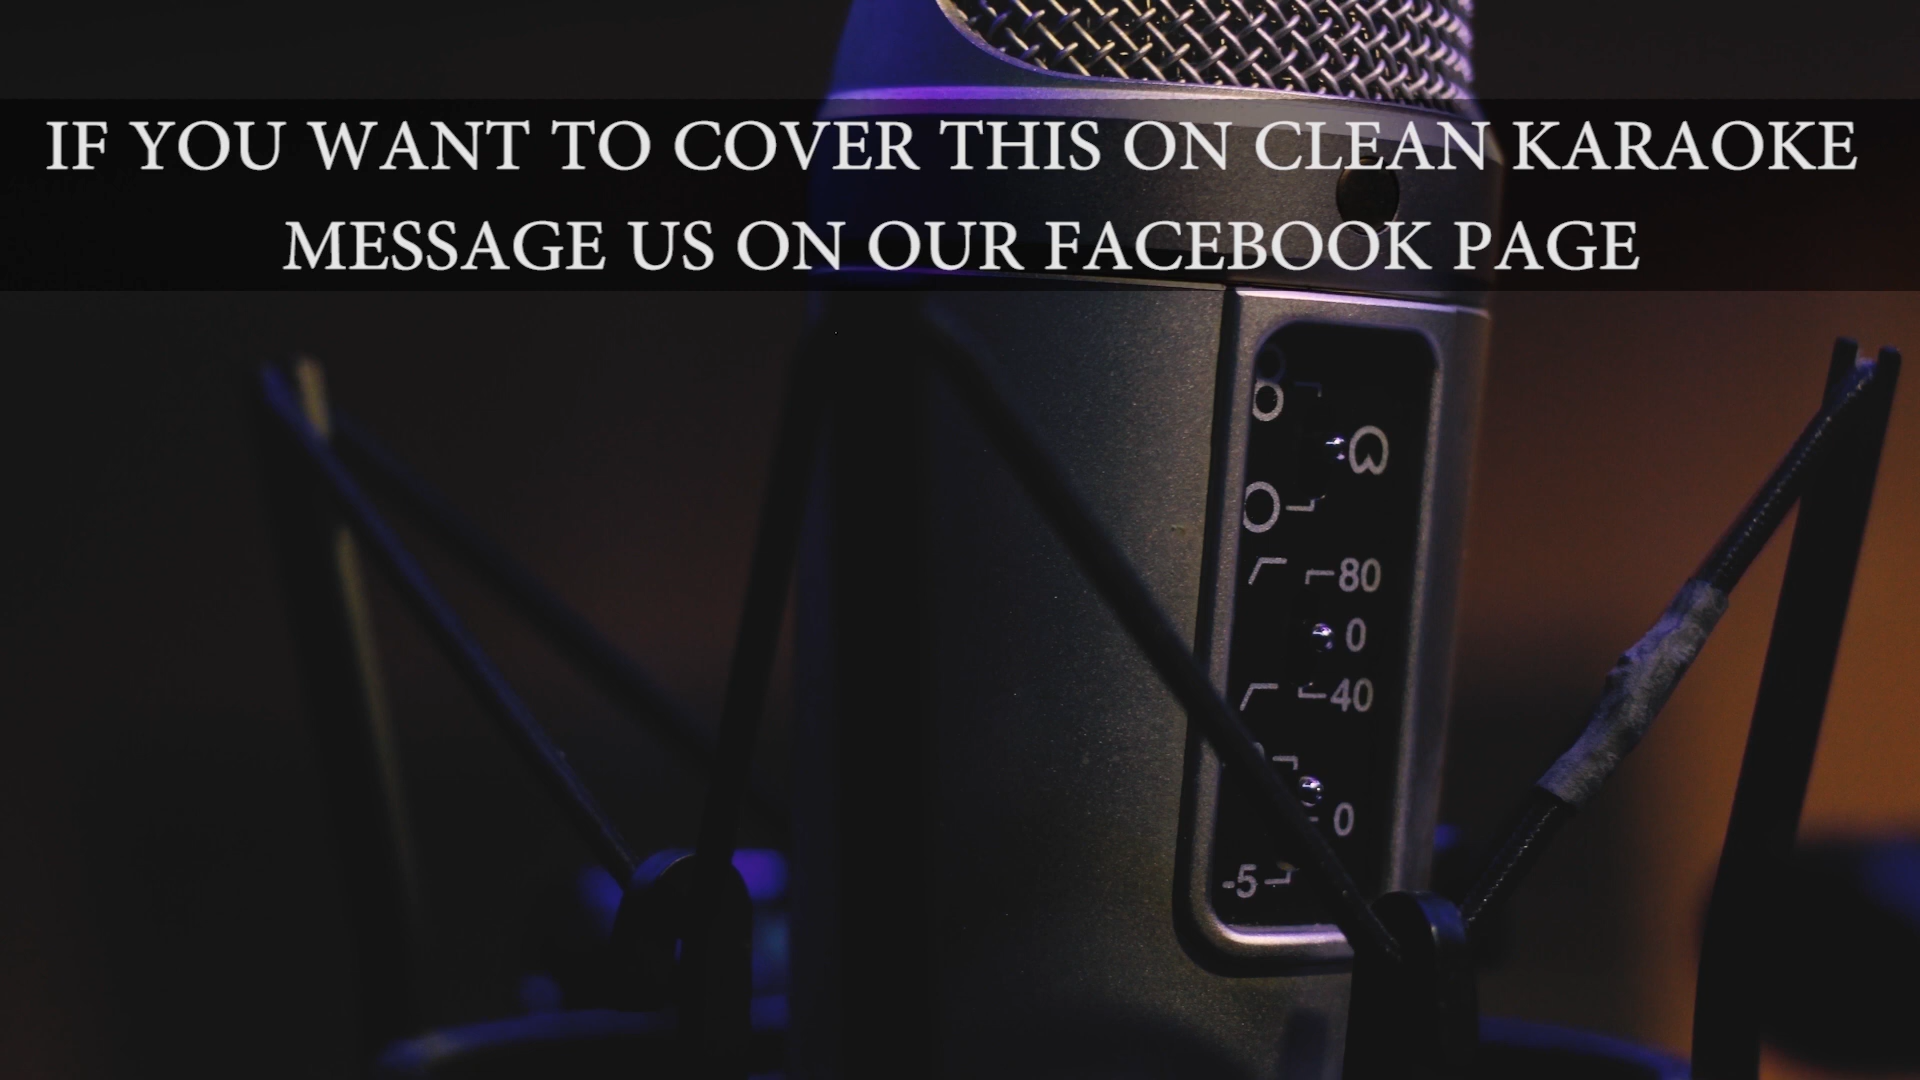 IF YOU WANT TO COVER THIS ON CLEAN KARAOKE
MESSAGE US ON OUR FACEBOOK PAGE
80
0
40
0
-5